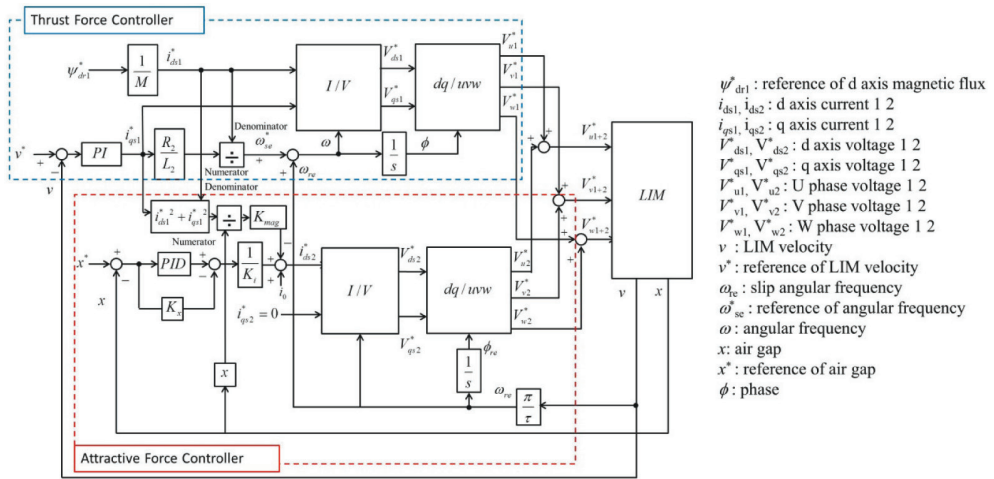 Thrust Force Controller
ψ*dr1
1/M
i*ds1
I/V
V*ds1
V*qs1
dq/uvw
V*u1
V*v1
V*w1
v*
+
−
v
PI
i*qs1
R2/L2
Denominator
÷
Numerator
ω*se
+
+
ωre
ω
1/s
ϕ
+
+
V*u1+2
+
+
V*v1+2
+
+
V*w1+2
LIM
v
x
Denominator
i*ds1² + i*qs1²
÷
Numerator
Kmag
x*
+
−
x
PID
+
−
Kx
1/Ki
−
+
+
i0
i*ds2
i*qs2 = 0
I/V
V*ds2
V*qs2
dq/uvw
V*u2
V*v2
V*w2
ϕre
1/s
x
ωre
π/τ
Attractive Force Controller
ψ*dr1 : reference of d axis magnetic flux
ids1, ids2 : d axis current 1 2
iqs1, iqs2 : q axis current 1 2
V*ds1, V*ds2 : d axis voltage 1 2
V*qs1, V*qs2 : q axis voltage 1 2
V*u1, V*u2 : U phase voltage 1 2
V*v1, V*v2 : V phase voltage 1 2
V*w1, V*w2 : W phase voltage 1 2
v : LIM velocity
v* : reference of LIM velocity
ωre : slip angular frequency
ω*se : reference of angular frequency
ω : angular frequency
x: air gap
x* : reference of air gap
ϕ : phase